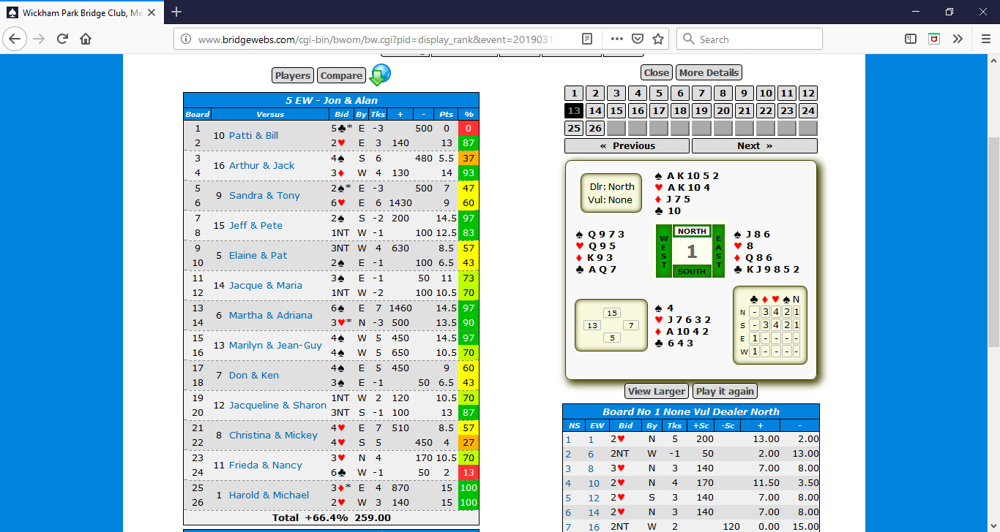 Wickham Park Bridge Club, Me
www.bridgewebs.com/cgi-bin/bwom/bw.cgi?pid=display_rank&event=201903
Search
Players Compare
5 EW - Jon & Alan
Board Versus Bid By Tks + - Pts %
1 10 Patti & Bill 5♣* E -3 500 0 0
2 2♥ E 3 140 13 87
3 16 Arthur & Jack 4♠ S 6 480 5.5 37
4 3♦ W 4 130 14 93
5 9 Sandra & Tony 2♠* E -3 500 7 47
6 6♥ E 6 1430 9 60
7 15 Jeff & Pete 2♠ S -2 200 14.5 97
8 1NT W -1 100 12.5 83
9 5 Elaine & Pat 3NT W 4 630 8.5 57
10 2♠ E -1 100 6.5 43
11 14 Jacque & Maria 3♠ E -1 50 11 73
12 1NT W -2 100 10.5 70
13 6 Martha & Adriana 6♠ E 7 1460 14.5 97
14 3♥* N -3 500 13.5 90
15 13 Marilyn & Jean-Guy 4♠ W 5 450 14.5 97
16 4♠ W 5 650 10.5 70
17 7 Don & Ken 4♠ E 5 450 9 60
18 3♠ E -1 50 6.5 43
19 12 Jacqueline & Sharon 1NT W 2 120 10.5 70
20 3NT S -1 100 13 87
21 8 Christina & Mickey 4♥ E 7 510 8.5 57
22 4♥ S 5 450 4 27
23 11 Frieda & Nancy 3♥ N 4 170 10.5 70
24 6♣ W -1 50 2 13
25 1 Harold & Michael 3♦* E 4 870 15 100
26 2♥ W 3 140 15 100
Total +66.4% 259.00
Close More Details
1 2 3 4 5 6 7 8 9 10 11 12
13 14 15 16 17 18 19 20 21 22 23 24
25 26
« Previous Next »
Dlr: North
Vul: None
♠ A K 10 5 2
♥ A K 10 4
♦ J 7 5
♣ 10
♠ Q 9 7 3
♥ Q 9 5
♦ K 9 3
♣ A Q 7
NORTH
WEST
1
EAST
SOUTH
♠ J 8 6
♥ 8
♦ Q 8 6
♣ K J 9 8 5 2
15
13 7
5
♠ 4
♥ J 7 6 3 2
♦ A 10 4 2
♣ 6 4 3
♣ ♦ ♥ ♠ N
N - 3 4 2 1
S - 3 4 2 1
E 1 - - - -
W 1 - - - -
View Larger Play it again
Board No 1 None Vul Dealer North
NS EW Bid By Tks +Sc -Sc + -
1 1 2♥ N 5 200 13.00 2.00
2 6 2NT W -1 50 2.00 13.00
3 8 3♥ N 3 140 7.00 8.00
4 10 2♥ N 4 170 11.50 3.50
5 12 2♥ S 3 140 7.00 8.00
6 14 2♥ N 3 140 7.00 8.00
7 16 2NT W 2 120 0.00 15.00